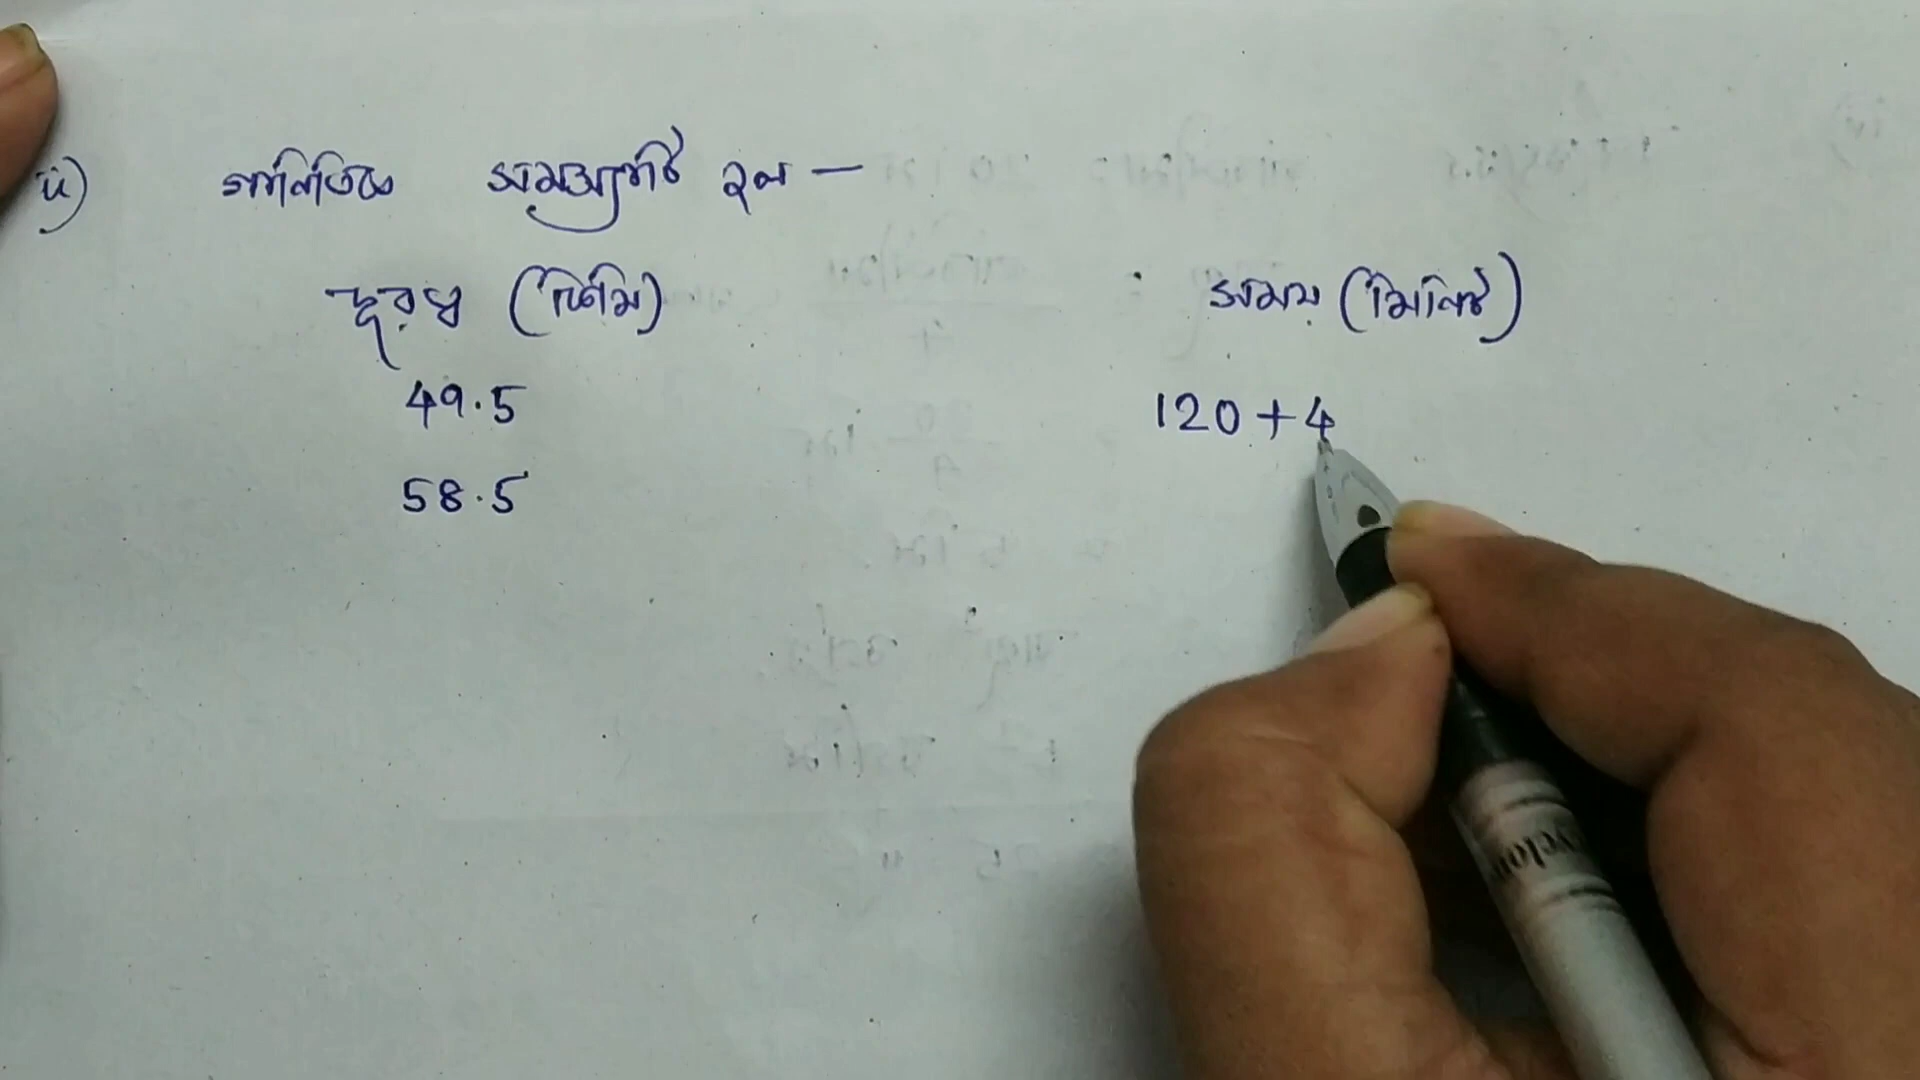 ii) গাণিতিক সমস্যাটি হল —
দূরত্ব (কিমি) সময় (মিনিট)
49.5 120+4
58.5